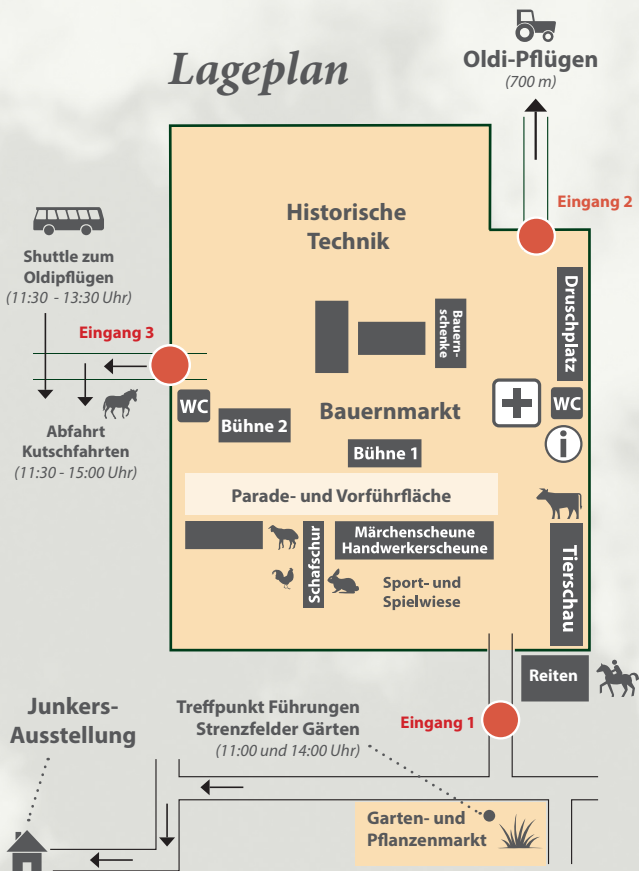 Lageplan
Oldi-Pflügen
(700 m)
Eingang 2
Historische
Technik
Shuttle zum
Oldipflügen
(11:30 - 13:30 Uhr)
Eingang 3
Bauern-
schenke
Druschplatz
WC
Bühne 2
Bauernmarkt
WC
i
Abfahrt
Kutschfahrten
(11:30 - 15:00 Uhr)
Bühne 1
Parade- und Vorführfläche
Schafschur
Märchenscheune
Handwerkerscheune
Sport- und
Spielwiese
Tierschau
Reiten
Junkers-
Ausstellung
Treffpunkt Führungen
Strenzfelder Gärten
(11:00 und 14:00 Uhr)
Eingang 1
Garten- und
Pflanzenmarkt